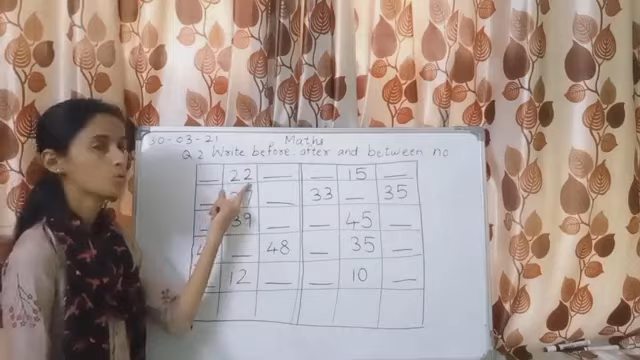 30-03-21 Maths
Q.2 Write before after and between no
_ 22 _ _ 15 _
_ _ 33 _ 35
_ 39 _ _ 45 _
_ 48 _ 35 _
_ 12 _ _ 10 _